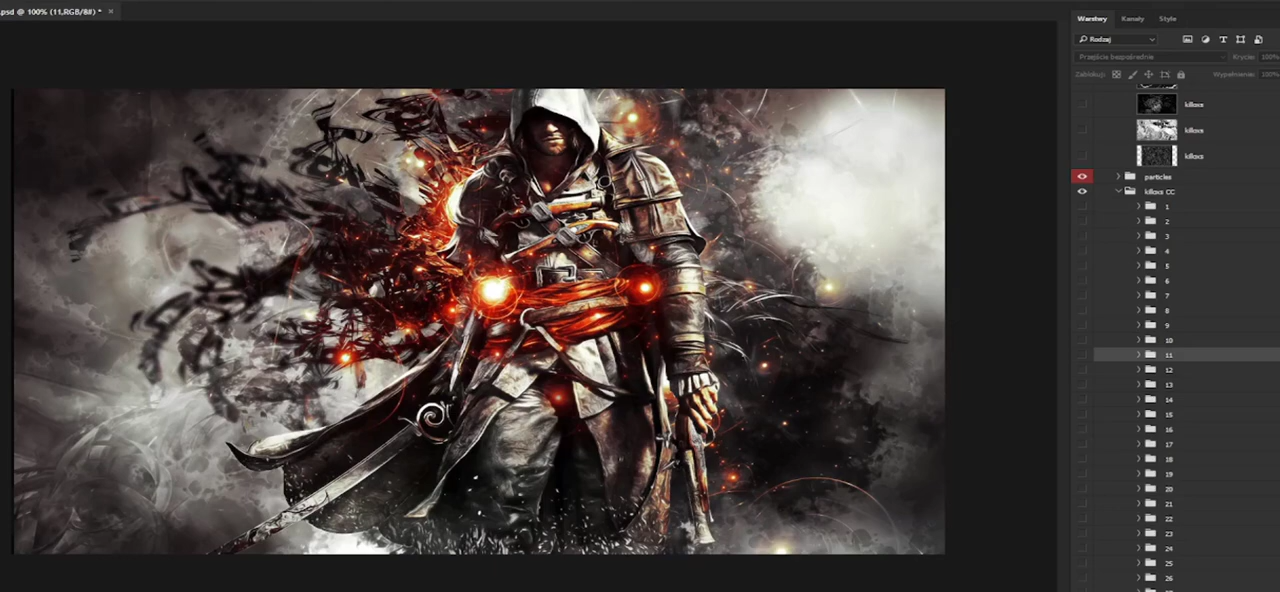 .psd @ 100% (11,RGB/8#) * ×
Warstwy Kanały Style
Rodzaj
Przejście bezpośrednie Krycie: 100%
Zablokuj: Wypełnienie: 100%
killoxs
killoxs
killoxs
particles
killoxs CC
1
2
3
4
5
6
7
8
9
10
11
12
13
14
15
16
17
18
19
20
21
22
23
24
25
26